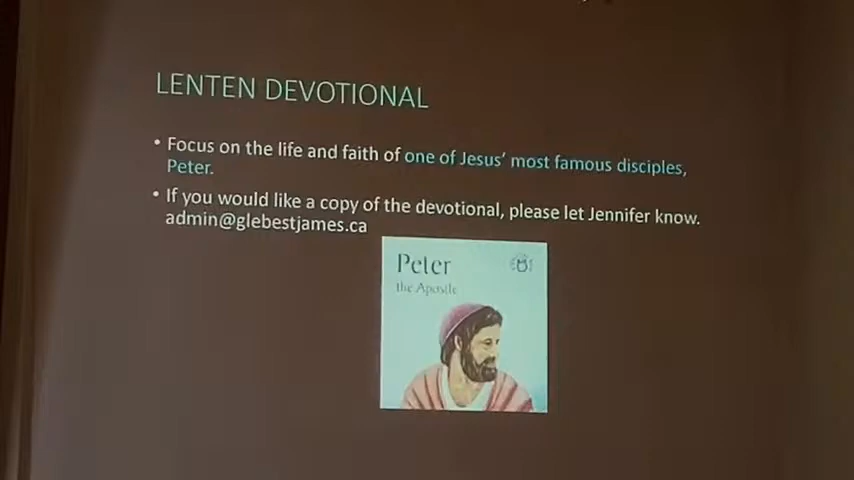 LENTEN DEVOTIONAL
• Focus on the life and faith of one of Jesus' most famous disciples,
Peter.
• If you would like a copy of the devotional, please let Jennifer know.
admin@glebestjames.ca
Peter
the Apostle